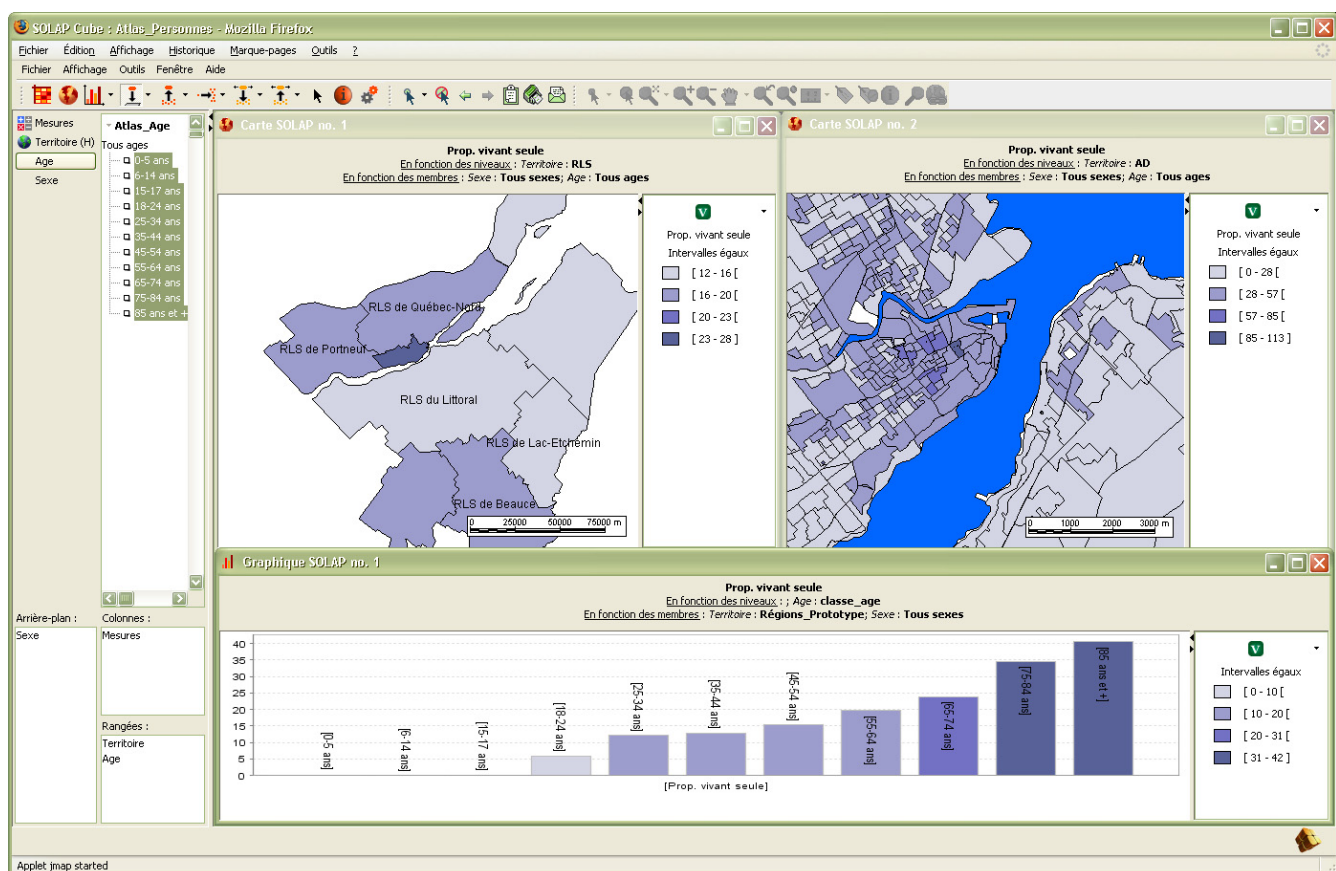 SOLAP Cube : Atlas_Personnes - Mozilla Firefox
Fichier Édition Affichage Historique Marque-pages Outils ?
Fichier Affichage Outils Fenêtre Aide
Mesures
Territoire (H)
Age
Sexe
Atlas_Age
Tous ages
0-5 ans
6-14 ans
15-17 ans
18-24 ans
25-34 ans
35-44 ans
45-54 ans
55-64 ans
65-74 ans
75-84 ans
85 ans et +
Arrière-plan :
Sexe
Colonnes :
Mesures
Rangées :
Territoire
Age
Carte SOLAP no. 1
Prop. vivant seule
En fonction des niveaux : Territoire : RLS
En fonction des membres : Sexe : Tous sexes; Age : Tous ages
RLS de Québec-Nord
RLS de Portneuf
RLS du Littoral
RLS de Lac-Etchemin
RLS de Beauce
0 25000 50000 75000 m
V
Prop. vivant seule
Intervalles égaux
[ 12 - 16 [
[ 16 - 20 [
[ 20 - 23 [
[ 23 - 28 ]
Carte SOLAP no. 2
Prop. vivant seule
En fonction des niveaux : Territoire : AD
En fonction des membres : Sexe : Tous sexes; Age : Tous ages
0 1000 2000 3000 m
V
Prop. vivant seule
Intervalles égaux
[ 0 - 28 [
[ 28 - 57 [
[ 57 - 85 [
[ 85 - 113 ]
Graphique SOLAP no. 1
Prop. vivant seule
En fonction des niveaux : ; Age : classe_age
En fonction des membres : Territoire : Régions_Prototype; Sexe : Tous sexes
40
35
30
25
20
15
10
5
0
[0-5 ans]
[6-14 ans]
[15-17 ans]
[18-24 ans]
[25-34 ans]
[35-44 ans]
[45-54 ans]
[55-64 ans]
[65-74 ans]
[75-84 ans]
[85 ans et +]
[Prop. vivant seule]
V
Intervalles égaux
[ 0 - 10 [
[ 10 - 20 [
[ 20 - 31 [
[ 31 - 42 ]
Applet jmap started